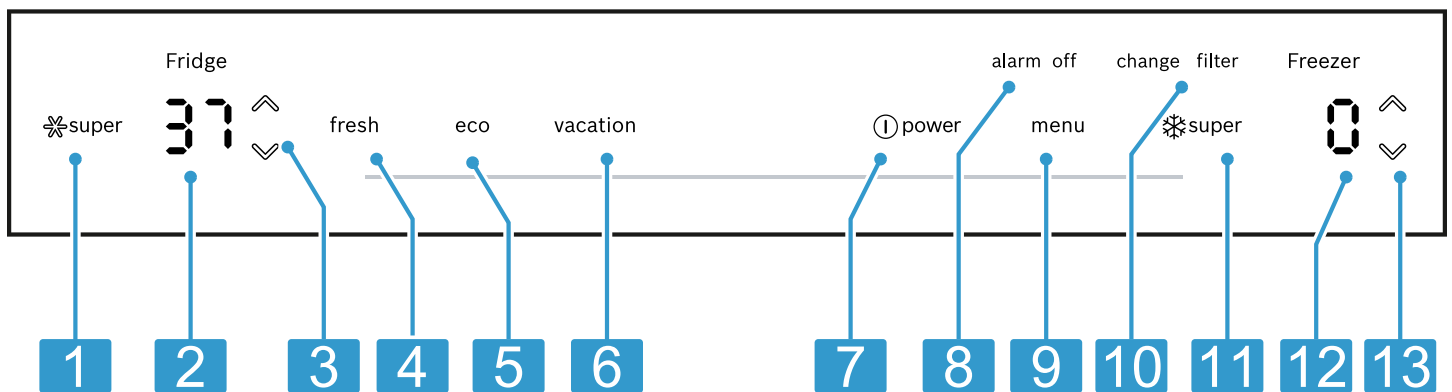 Fridge alarm off change filter Freezer
super 37 fresh eco vacation power menu super 0
1 2 3 4 5 6 7 8 9 10 11 12 13